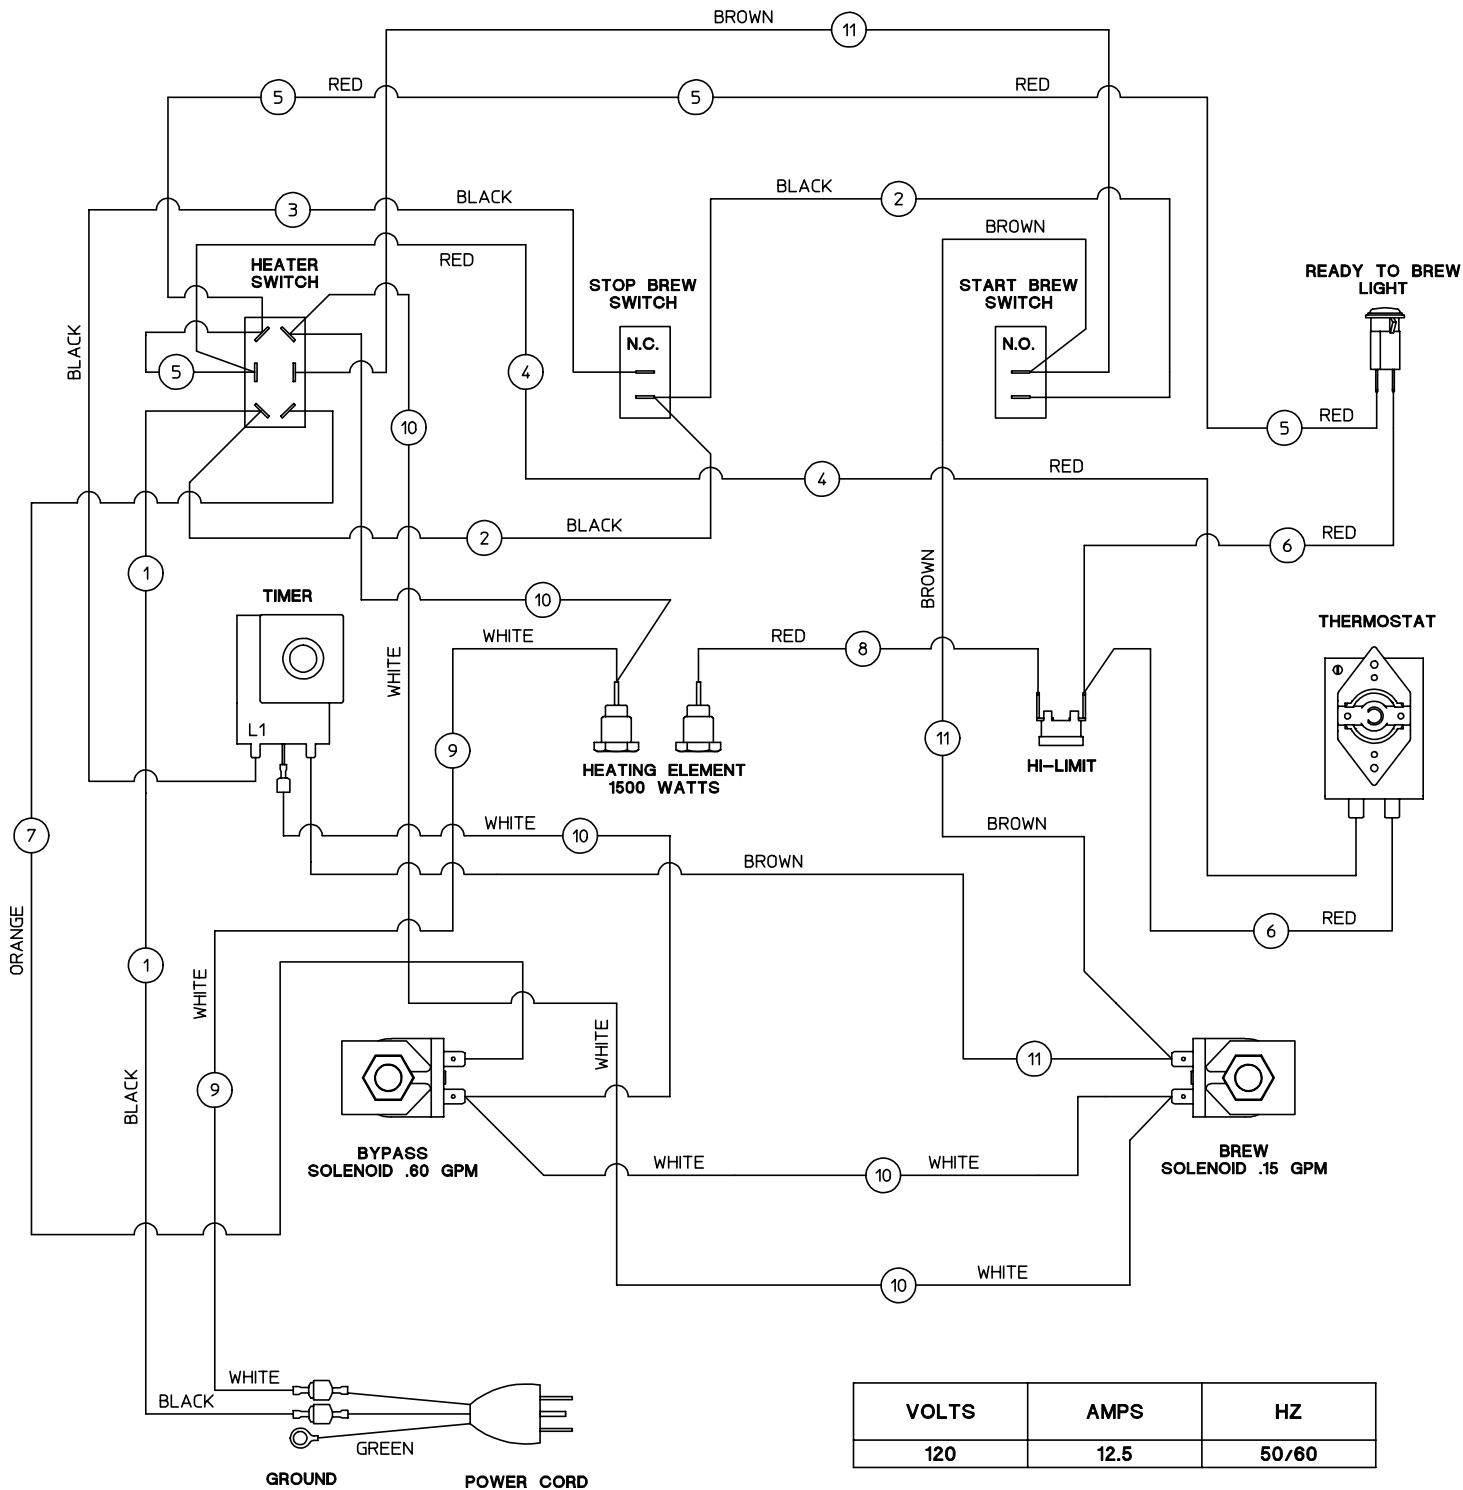 BROWN
11
5
RED
5
RED
3
BLACK
BLACK
2
BROWN
RED
HEATER
SWITCH
STOP BREW
SWITCH
START BREW
SWITCH
READY TO BREW
LIGHT
N.C.
N.O.
BLACK
5
4
10
5
RED
4
RED
2
BLACK
6
RED
1
BROWN
TIMER
10
THERMOSTAT
WHITE
RED
8
WHITE
L1
9
11
HEATING ELEMENT
1500 WATTS
HI-LIMIT
7
WHITE
10
BROWN
BROWN
ORANGE
6
RED
1
WHITE
WHITE
11
BLACK
9
BYPASS
SOLENOID .60 GPM
BREW
SOLENOID .15 GPM
WHITE
10
WHITE
10
WHITE
WHITE
BLACK
GREEN
GROUND
POWER CORD
VOLTS AMPS HZ
120 12.5 50/60